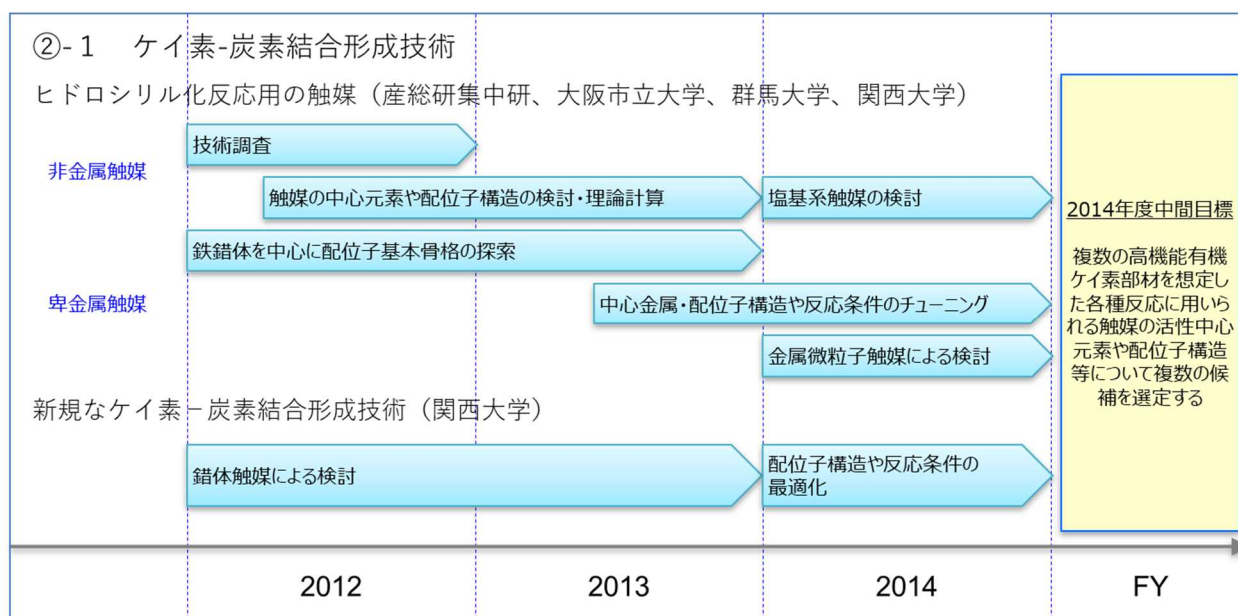 ②-1 ケイ素-炭素結合形成技術
ヒドロシリル化反応用の触媒（産総研集中研、大阪市立大学、群馬大学、関西大学）
技術調査
非金属触媒
触媒の中心元素や配位子構造の検討・理論計算
塩基系触媒の検討
鉄錯体を中心に配位子基本骨格の探索
卑金属触媒
中心金属・配位子構造や反応条件のチューニング
金属微粒子触媒による検討
新規なケイ素－炭素結合形成技術（関西大学）
錯体触媒による検討
配位子構造や反応条件の
最適化
2014年度中間目標
複数の高機能有機
ケイ素部材を想定し
た各種反応に用いら
れる触媒の活性中心
元素や配位子構造
等について複数の候
補を選定する
2012
2013
2014
FY